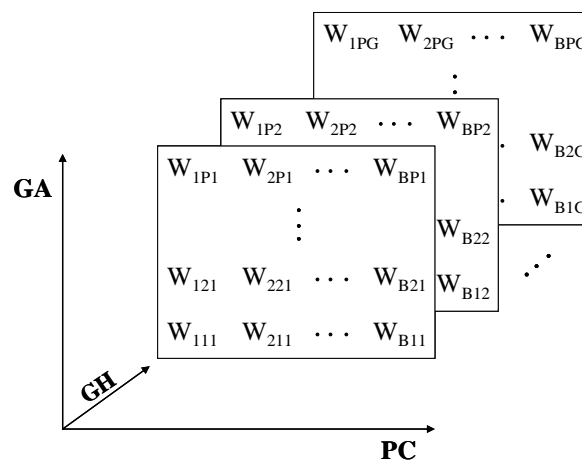 W1PG W2PG · · · WBPG
W1P2 W2P2 · · · WBP2
WB2G
W1P1 W2P1 · · · WBP1
WB1G
GA
WB22
W121 W221 · · · WB21
WB12
W111 W211 · · · WB11
GH
PC